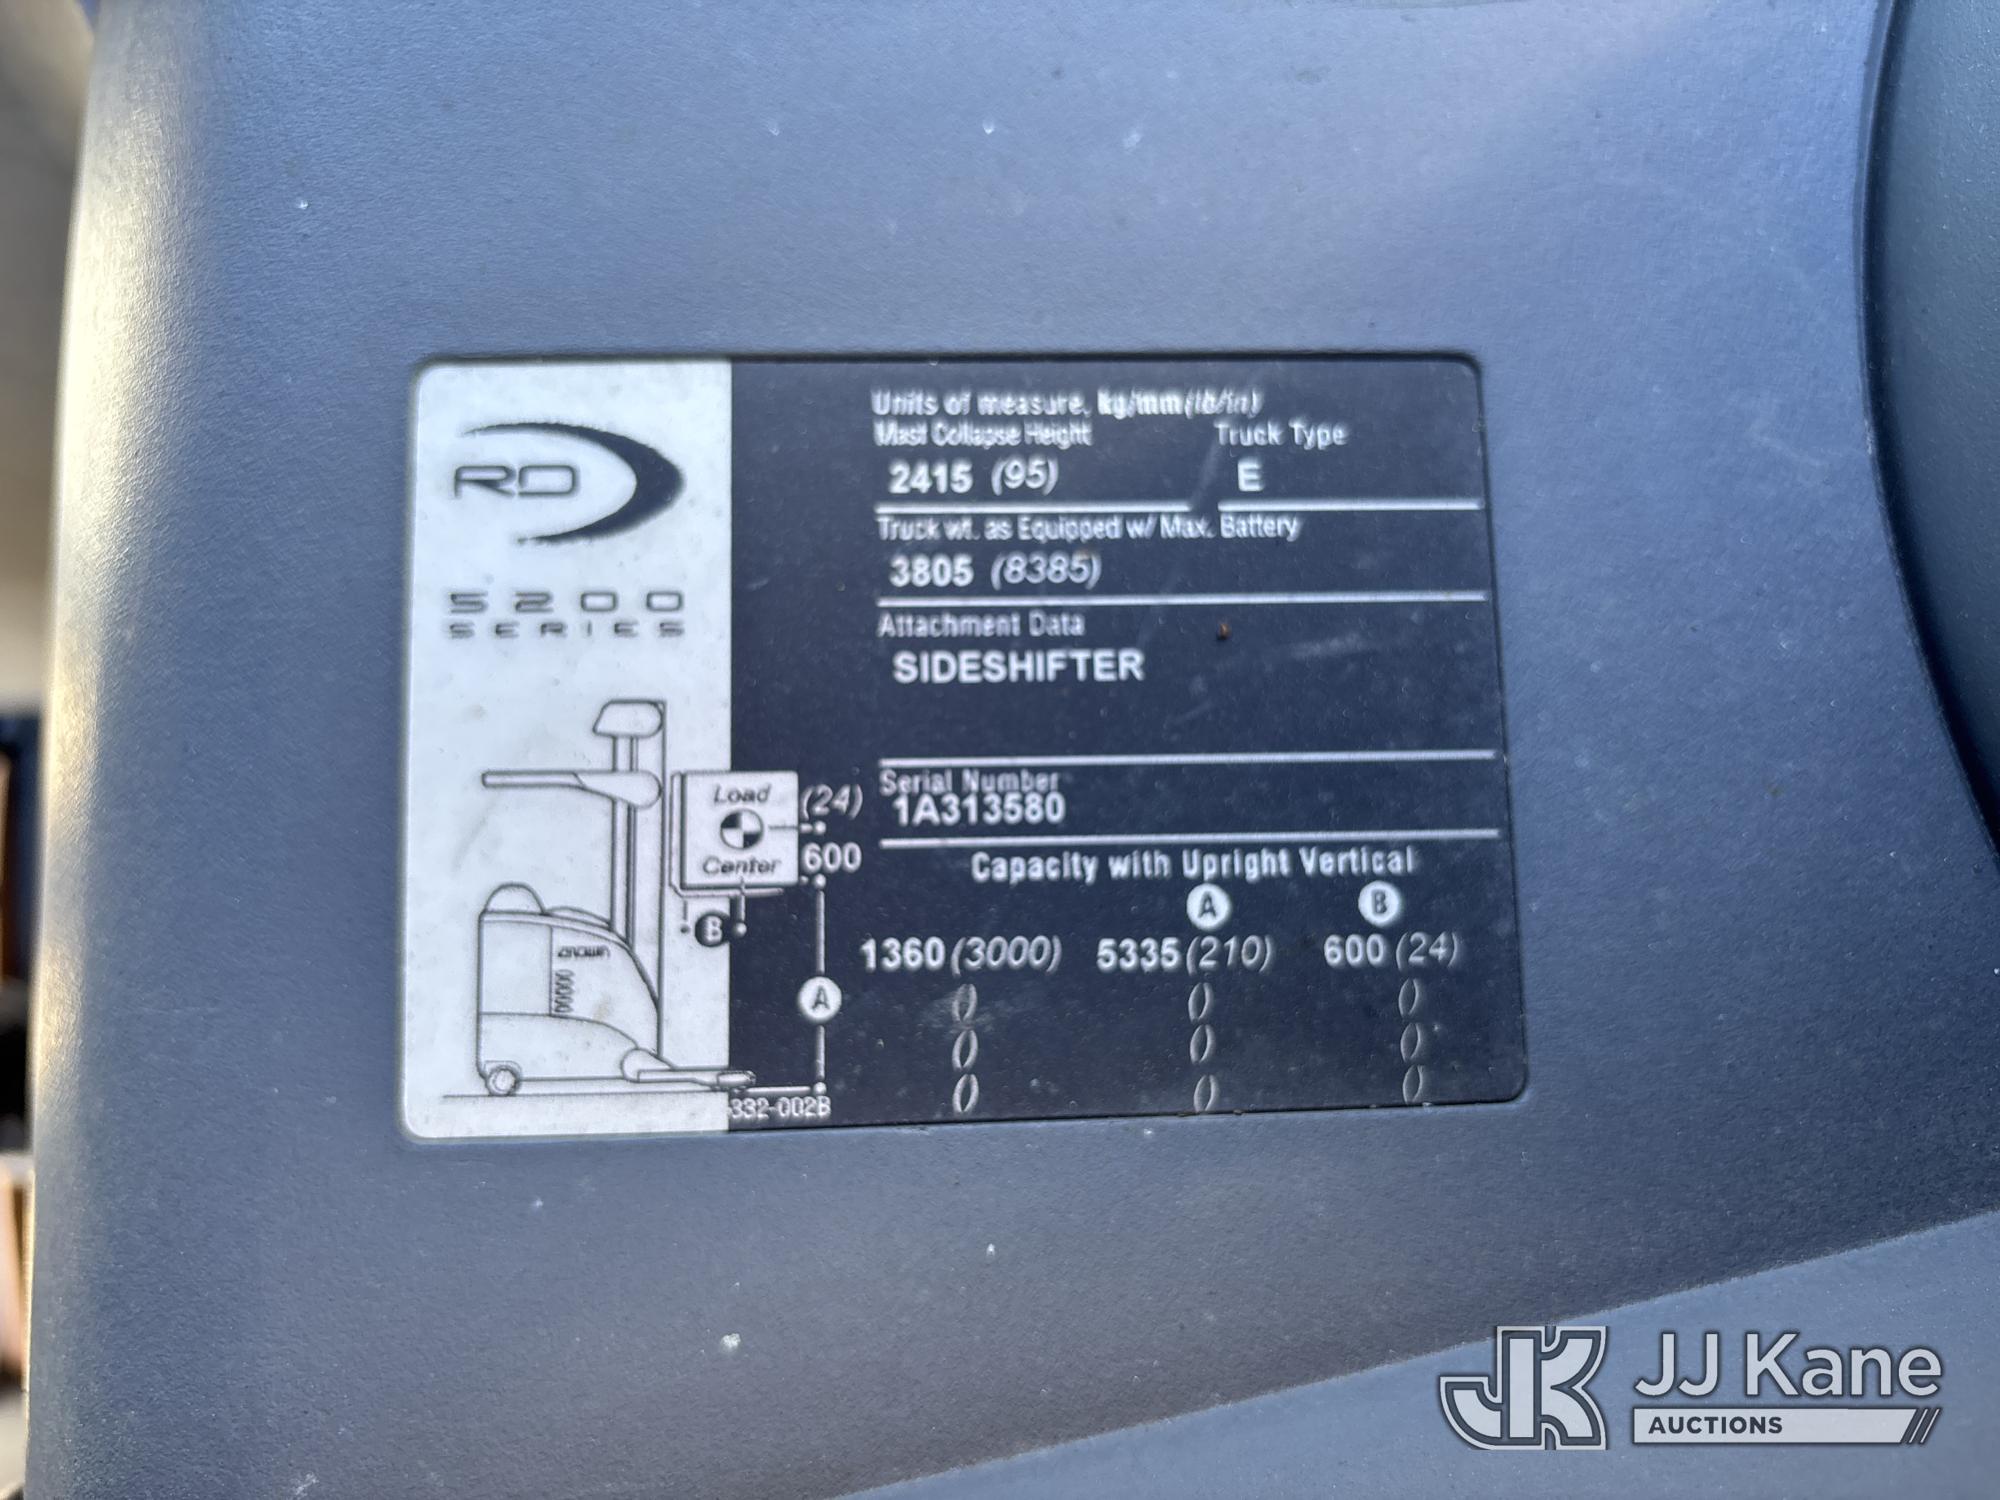 RD
5200
SERIES
Units of measure, kg/mm (lb/in)
Mast Collapse Height Truck Type
2415 (95) E
Truck wt. as Equipped w/ Max. Battery
3805 (8385)
Attachment Data
SIDESHIFTER
Serial Number
1A313580
Capacity with Upright Vertical
A B
1360 (3000) 5335 (210) 600 (24)
() () ()
() () ()
() () ()
Load
Center
(24)
600
B
CROWN
A
332-002B
JK JJ Kane
AUCTIONS